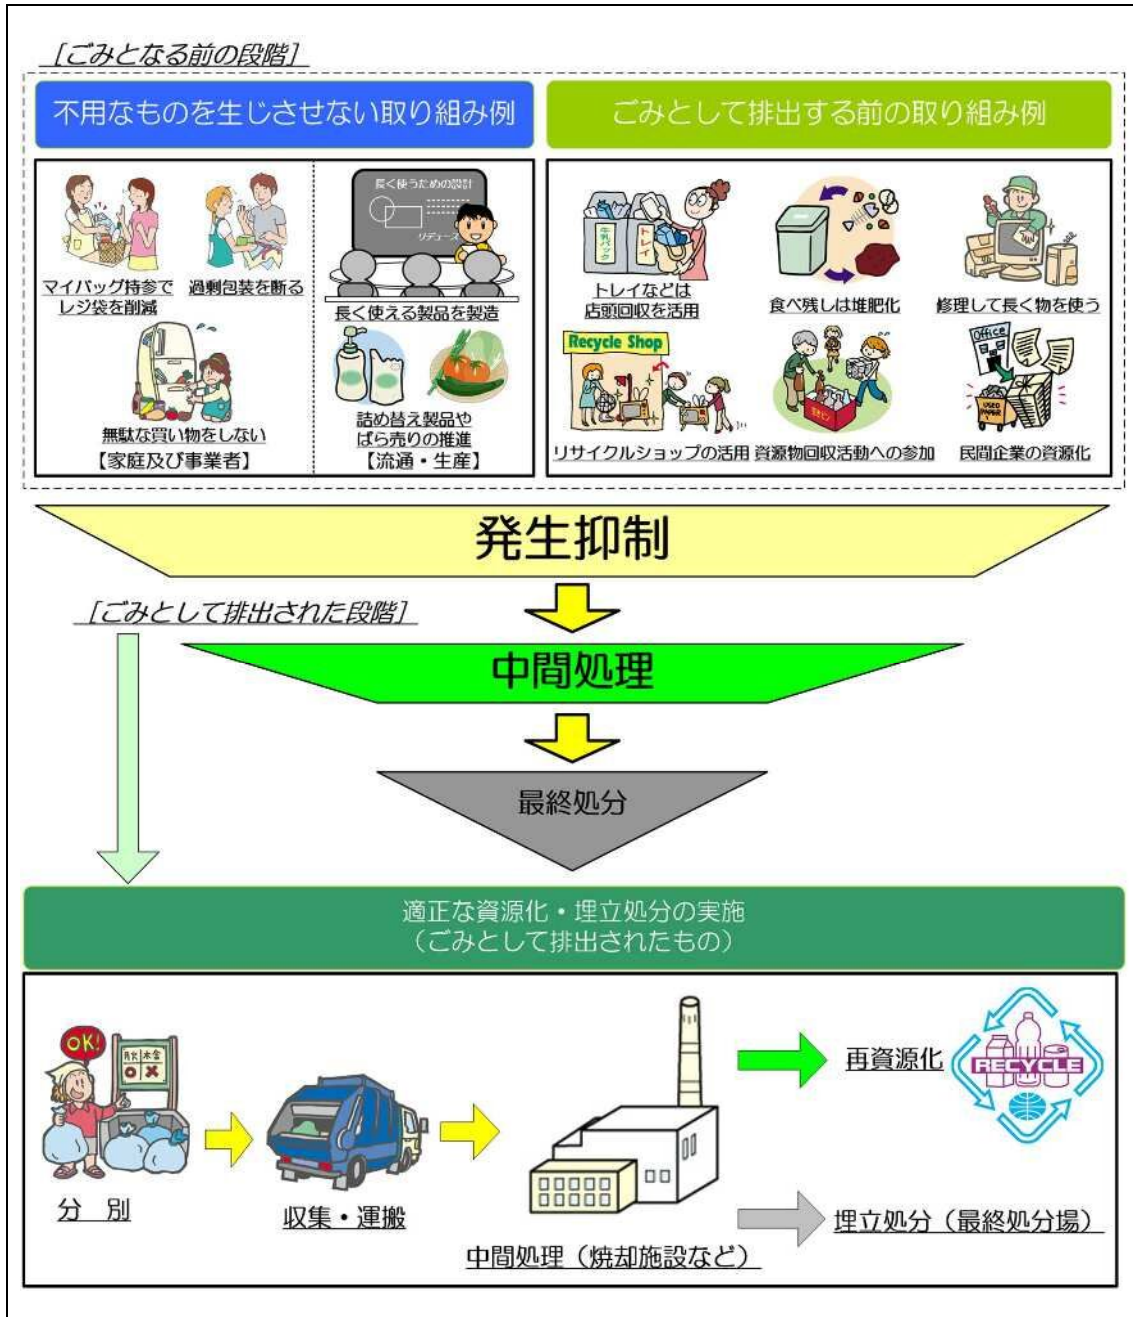 [ごみとなる前の段階]
不用なものを生じさせない取り組み例
マイバッグ持参で
レジ袋を削減
過剰包装を断る
無駄な買い物をしない
【家庭及び事業者】
長く使うための設計
リデュース
長く使える製品を製造
詰め替え製品や
ばら売りの推進
【流通・生産】
ごみとして排出する前の取り組み例
牛乳パック
トレイ
トレイなどは
店頭回収を活用
食べ残しは堆肥化
修理して長く物を使う
Recycle Shop
リサイクルショップの活用
資源物回収活動への参加
Office
USED
PAPER
民間企業の資源化
発生抑制
[ごみとして排出された段階]
中間処理
最終処分
適正な資源化・埋立処分の実施
（ごみとして排出されたもの）
OK!
分 別
収集・運搬
中間処理（焼却施設など）
再資源化
RECYCLE
埋立処分（最終処分場）